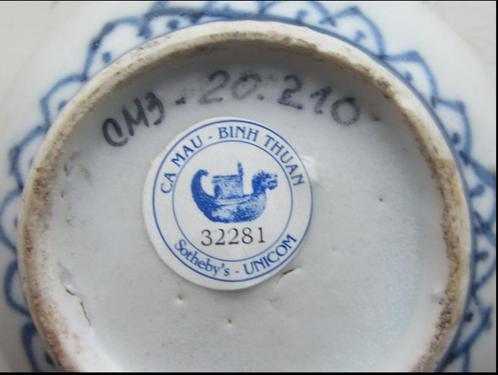 CM3 - 20.210
CA MAU - BINH THUAN
32281
Sotheby's - UNICOM